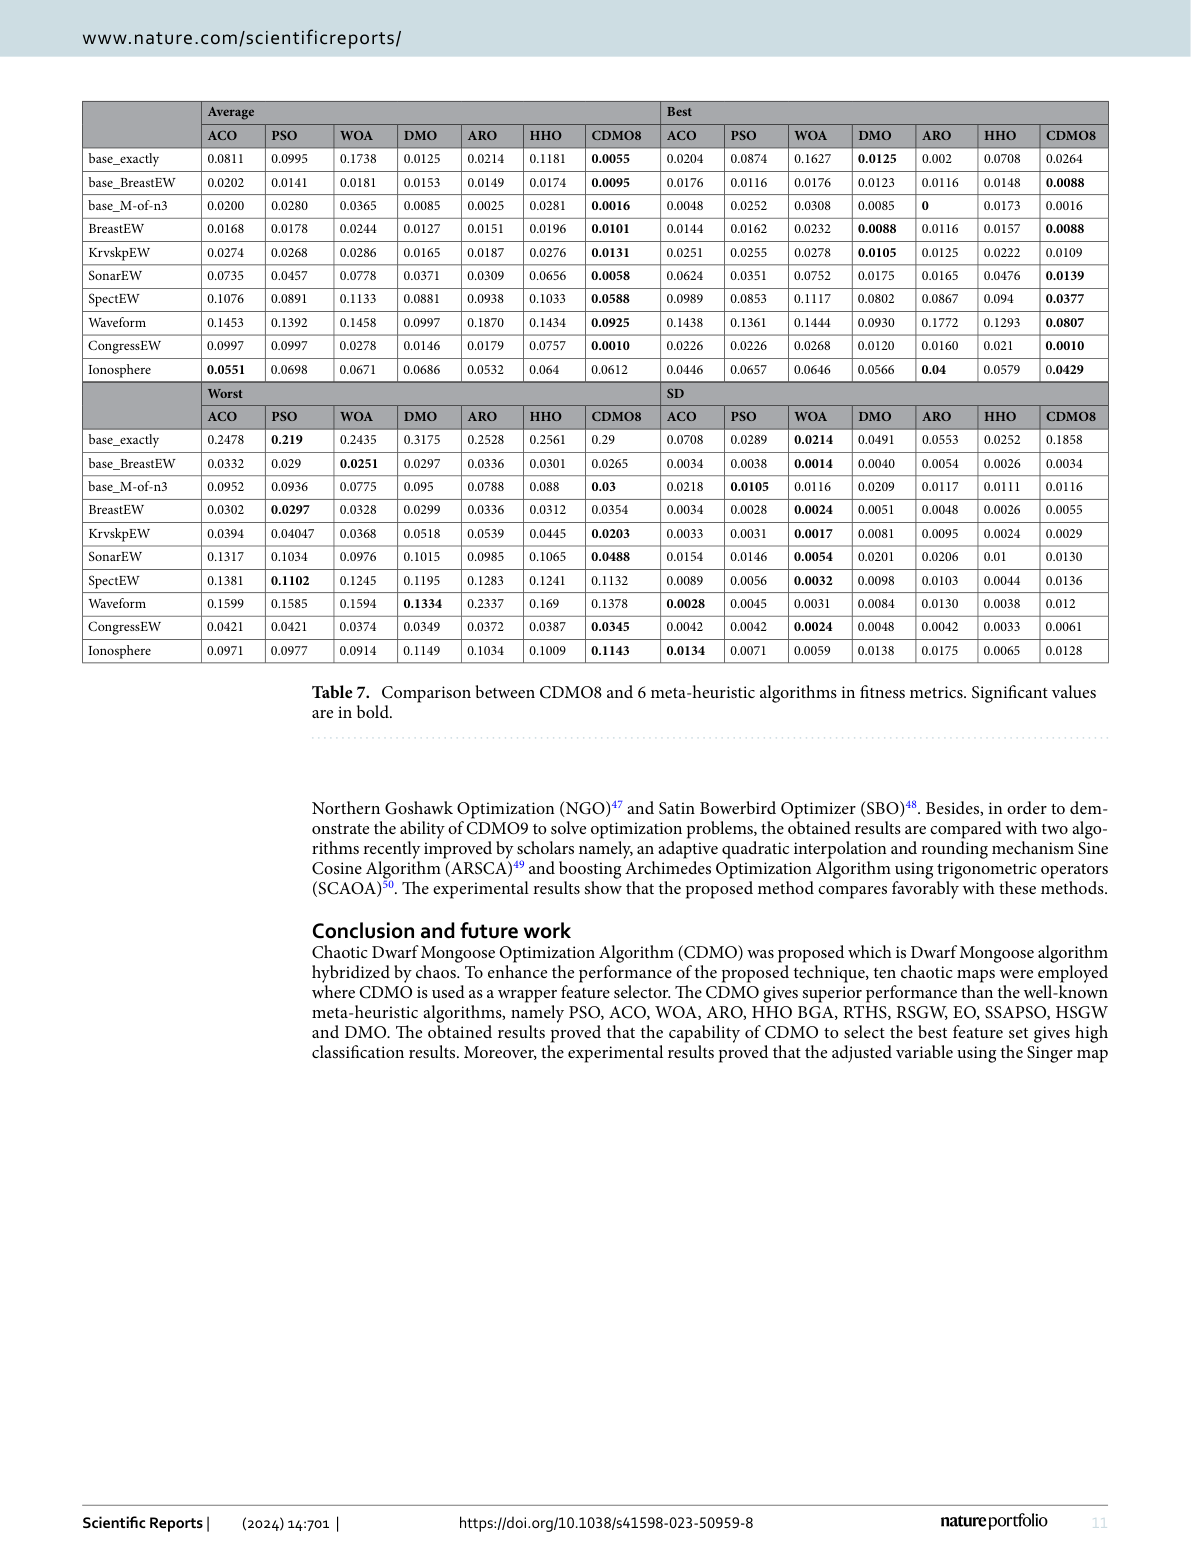 www.nature.com/scientificreports/
Average Best
ACO PSO WOA DMO ARO HHO CDMO8 ACO PSO WOA DMO ARO HHO CDMO8
base_exactly 0.0811 0.0995 0.1738 0.0125 0.0214 0.1181 0.0055 0.0204 0.0874 0.1627 0.0125 0.002 0.0708 0.0264
base_BreastEW 0.0202 0.0141 0.0181 0.0153 0.0149 0.0174 0.0095 0.0176 0.0116 0.0176 0.0123 0.0116 0.0148 0.0088
base_M-of-n3 0.0200 0.0280 0.0365 0.0085 0.0025 0.0281 0.0016 0.0048 0.0252 0.0308 0.0085 0 0.0173 0.0016
BreastEW 0.0168 0.0178 0.0244 0.0127 0.0151 0.0196 0.0101 0.0144 0.0162 0.0232 0.0088 0.0116 0.0157 0.0088
KrvskpEW 0.0274 0.0268 0.0286 0.0165 0.0187 0.0276 0.0131 0.0251 0.0255 0.0278 0.0105 0.0125 0.0222 0.0109
SonarEW 0.0735 0.0457 0.0778 0.0371 0.0309 0.0656 0.0058 0.0624 0.0351 0.0752 0.0175 0.0165 0.0476 0.0139
SpectEW 0.1076 0.0891 0.1133 0.0881 0.0938 0.1033 0.0588 0.0989 0.0853 0.1117 0.0802 0.0867 0.094 0.0377
Waveform 0.1453 0.1392 0.1458 0.0997 0.1870 0.1434 0.0925 0.1438 0.1361 0.1444 0.0930 0.1772 0.1293 0.0807
CongressEW 0.0997 0.0997 0.0278 0.0146 0.0179 0.0757 0.0010 0.0226 0.0226 0.0268 0.0120 0.0160 0.021 0.0010
Ionosphere 0.0551 0.0698 0.0671 0.0686 0.0532 0.064 0.0612 0.0446 0.0657 0.0646 0.0566 0.04 0.0579 0.0429
Worst SD
ACO PSO WOA DMO ARO HHO CDMO8 ACO PSO WOA DMO ARO HHO CDMO8
base_exactly 0.2478 0.219 0.2435 0.3175 0.2528 0.2561 0.29 0.0708 0.0289 0.0214 0.0491 0.0553 0.0252 0.1858
base_BreastEW 0.0332 0.029 0.0251 0.0297 0.0336 0.0301 0.0265 0.0034 0.0038 0.0014 0.0040 0.0054 0.0026 0.0034
base_M-of-n3 0.0952 0.0936 0.0775 0.095 0.0788 0.088 0.03 0.0218 0.0105 0.0116 0.0209 0.0117 0.0111 0.0116
BreastEW 0.0302 0.0297 0.0328 0.0299 0.0336 0.0312 0.0354 0.0034 0.0028 0.0024 0.0051 0.0048 0.0026 0.0055
KrvskpEW 0.0394 0.04047 0.0368 0.0518 0.0539 0.0445 0.0203 0.0033 0.0031 0.0017 0.0081 0.0095 0.0024 0.0029
SonarEW 0.1317 0.1034 0.0976 0.1015 0.0985 0.1065 0.0488 0.0154 0.0146 0.0054 0.0201 0.0206 0.01 0.0130
SpectEW 0.1381 0.1102 0.1245 0.1195 0.1283 0.1241 0.1132 0.0089 0.0056 0.0032 0.0098 0.0103 0.0044 0.0136
Waveform 0.1599 0.1585 0.1594 0.1334 0.2337 0.169 0.1378 0.0028 0.0045 0.0031 0.0084 0.0130 0.0038 0.012
CongressEW 0.0421 0.0421 0.0374 0.0349 0.0372 0.0387 0.0345 0.0042 0.0042 0.0024 0.0048 0.0042 0.0033 0.0061
Ionosphere 0.0971 0.0977 0.0914 0.1149 0.1034 0.1009 0.1143 0.0134 0.0071 0.0059 0.0138 0.0175 0.0065 0.0128
Table 7. Comparison between CDMO8 and 6 meta-heuristic algorithms in fitness metrics. Significant values
are in bold.
Northern Goshawk Optimization (NGO)47 and Satin Bowerbird Optimizer (SBO)48. Besides, in order to dem-
onstrate the ability of CDMO9 to solve optimization problems, the obtained results are compared with two algo-
rithms recently improved by scholars namely, an adaptive quadratic interpolation and rounding mechanism Sine
Cosine Algorithm (ARSCA)49 and boosting Archimedes Optimization Algorithm using trigonometric operators
(SCAOA)50. The experimental results show that the proposed method compares favorably with these methods.
Conclusion and future work
Chaotic Dwarf Mongoose Optimization Algorithm (CDMO) was proposed which is Dwarf Mongoose algorithm
hybridized by chaos. To enhance the performance of the proposed technique, ten chaotic maps were employed
where CDMO is used as a wrapper feature selector. The CDMO gives superior performance than the well-known
meta-heuristic algorithms, namely PSO, ACO, WOA, ARO, HHO BGA, RTHS, RSGW, EO, SSAPSO, HSGW
and DMO. The obtained results proved that the capability of CDMO to select the best feature set gives high
classification results. Moreover, the experimental results proved that the adjusted variable using the Singer map
Scientific Reports | (2024) 14:701 | https://doi.org/10.1038/s41598-023-50959-8 nature portfolio 11